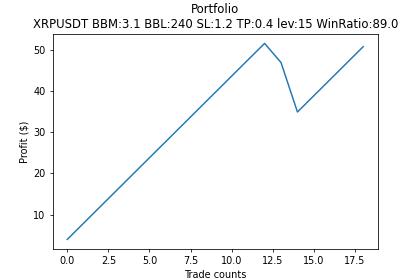 Portfolio
XRPUSDT BBM:3.1 BBL:240 SL:1.2 TP:0.4 lev:15 WinRatio:89.0
50
40
30
20
10
Profit ($)
0.0 2.5 5.0 7.5 10.0 12.5 15.0 17.5
Trade counts